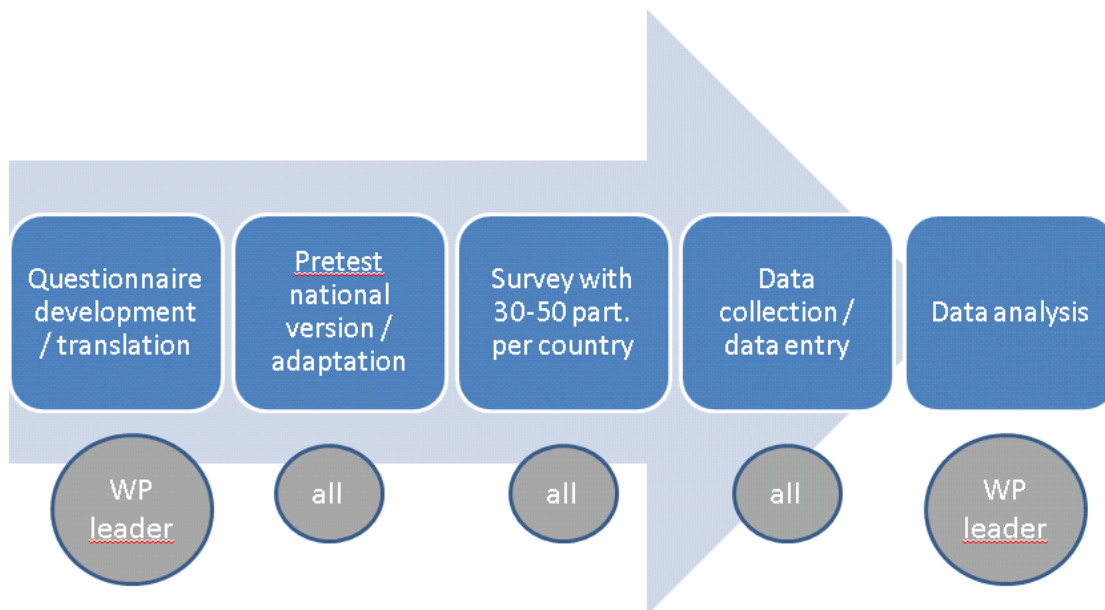 Questionnaire
development
/ translation
Pretest
national
version /
adaptation
Survey with
30-50 part.
per country
Data
collection /
data entry
Data analysis
WP
leader
all
all
all
WP
leader